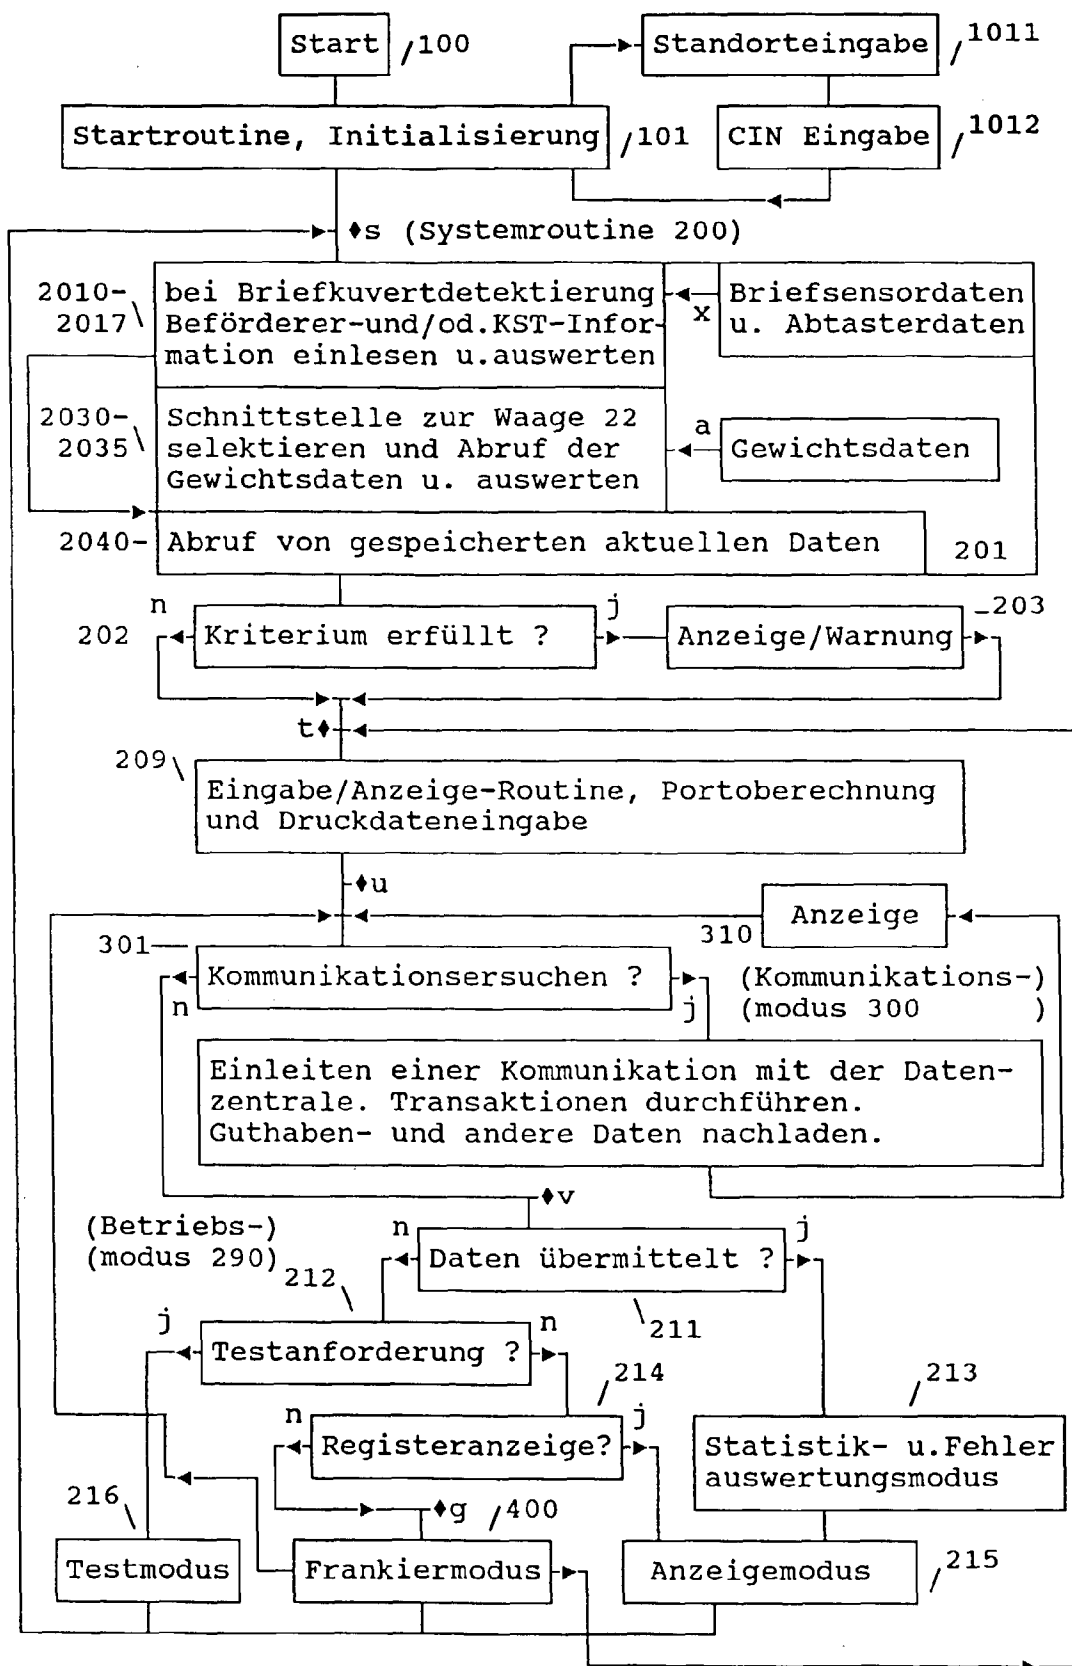 Start
/100
Standorteingabe
/1011
Startroutine, Initialisierung
/101
CIN Eingabe
/1012
♦s (Systemroutine 200)
2010-
2017
bei Briefkuvertdetektierung
Beförderer-und/od.KST-Infor-
mation einlesen u.auswerten
x
Briefsensordaten
u. Abtasterdaten
2030-
2035
Schnittstelle zur Waage 22
selektieren und Abruf der
Gewichtsdaten u. auswerten
a
Gewichtsdaten
2040-
Abruf von gespeicherten aktuellen Daten
201
n
202
Kriterium erfüllt ?
j
Anzeige/Warnung
203
t♦
209
Eingabe/Anzeige-Routine, Portoberechnung
und Druckdateneingabe
♦u
Anzeige
310
301
Kommunikationsersuchen ?
n
j
(Kommunikations-)
(modus 300 )
Einleiten einer Kommunikation mit der Daten-
zentrale. Transaktionen durchführen.
Guthaben- und andere Daten nachladen.
♦v
(Betriebs-)
(modus 290)
n
Daten übermittelt ?
j
211
212
j
Testanforderung ?
n
214
213
n
Registeranzeige?
j
Statistik- u.Fehler
auswertungsmodus
216
♦g
/400
Testmodus
Frankiermodus
Anzeigemodus
/215